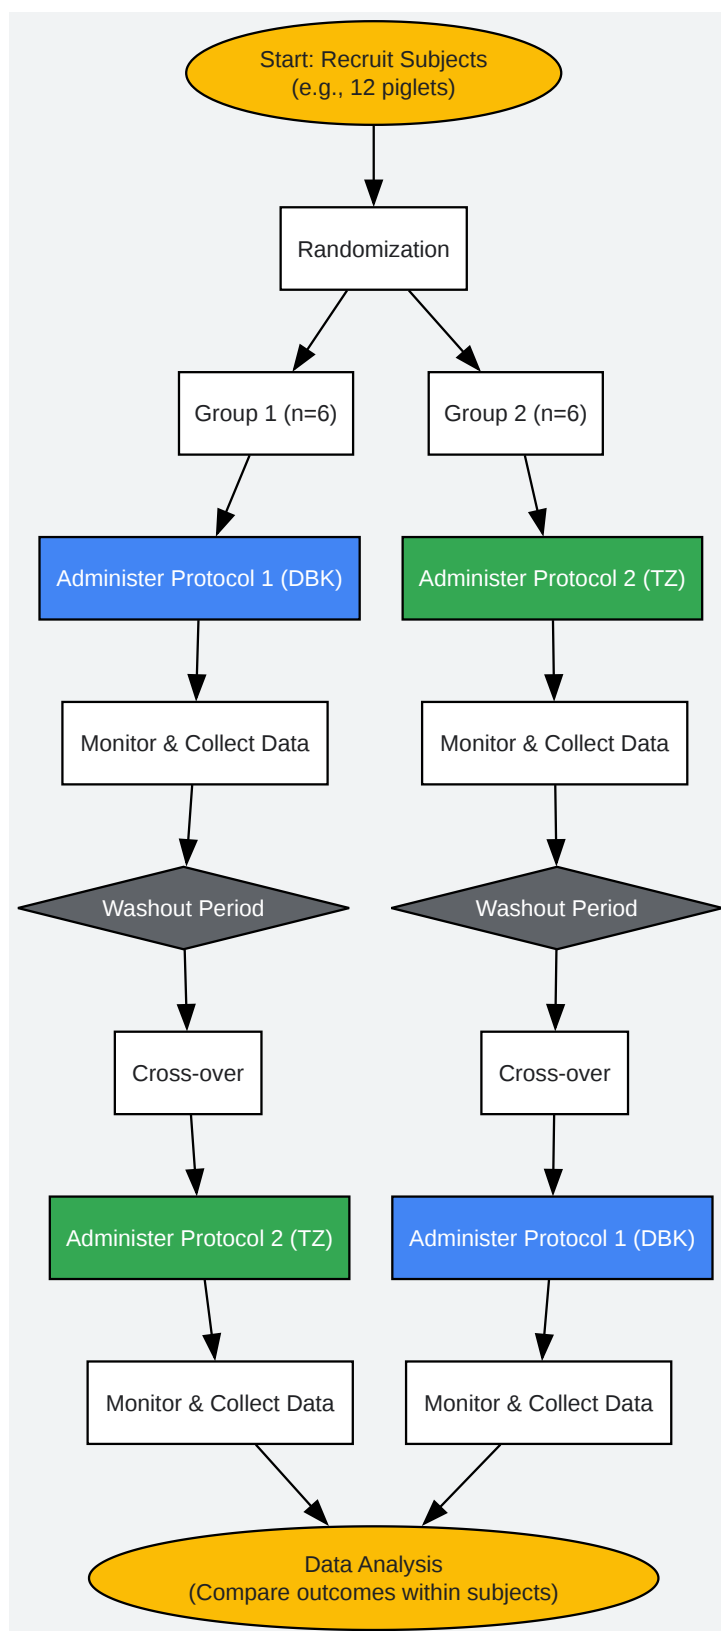 Start: Recruit Subjects
(e.g., 12 piglets)
Randomization
Group 1 (n=6)
Group 2 (n=6)
Administer Protocol 1 (DBK)
Administer Protocol 2 (TZ)
Monitor & Collect Data
Monitor & Collect Data
Washout Period
Washout Period
Cross-over
Cross-over
Administer Protocol 2 (TZ)
Administer Protocol 1 (DBK)
Monitor & Collect Data
Monitor & Collect Data
Data Analysis
(Compare outcomes within subjects)